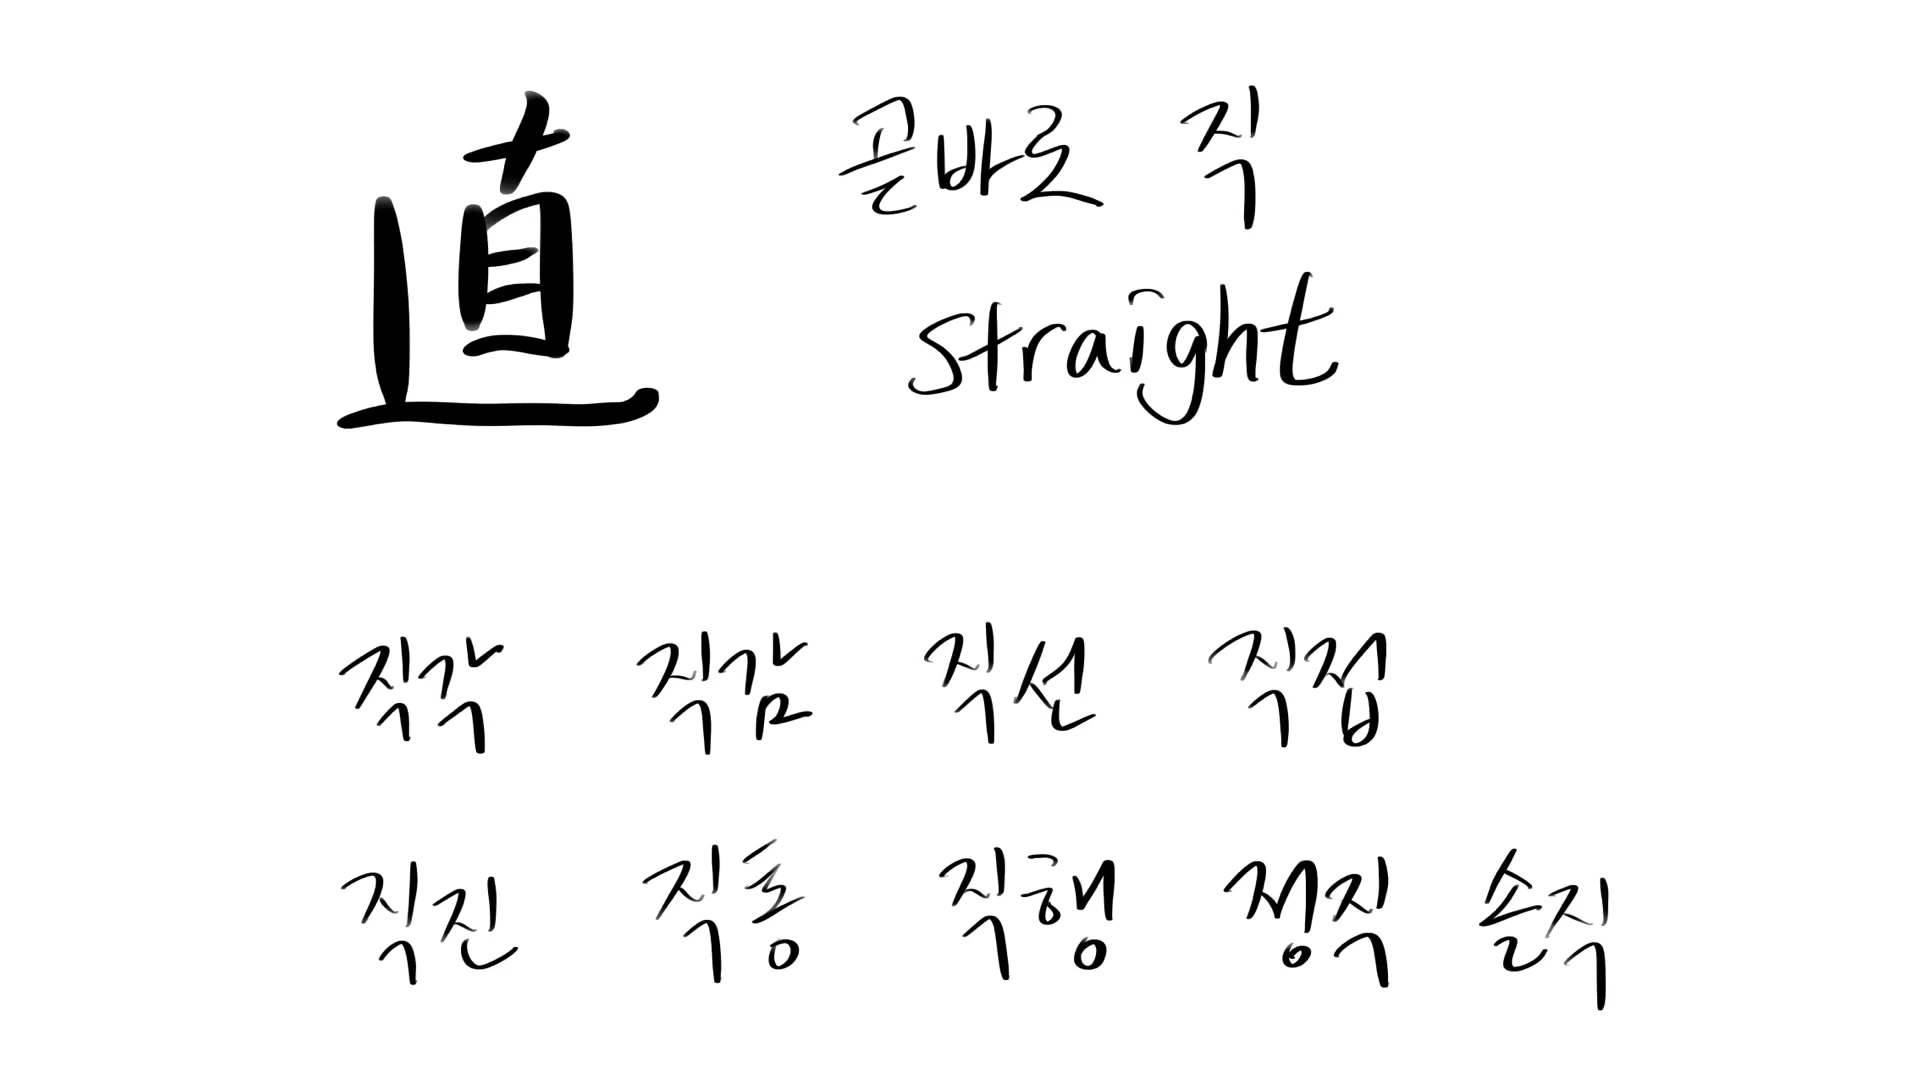 直 곧바로 직
straight
직각 직감 직선 직접
직진 직통 직행 정직 솔직